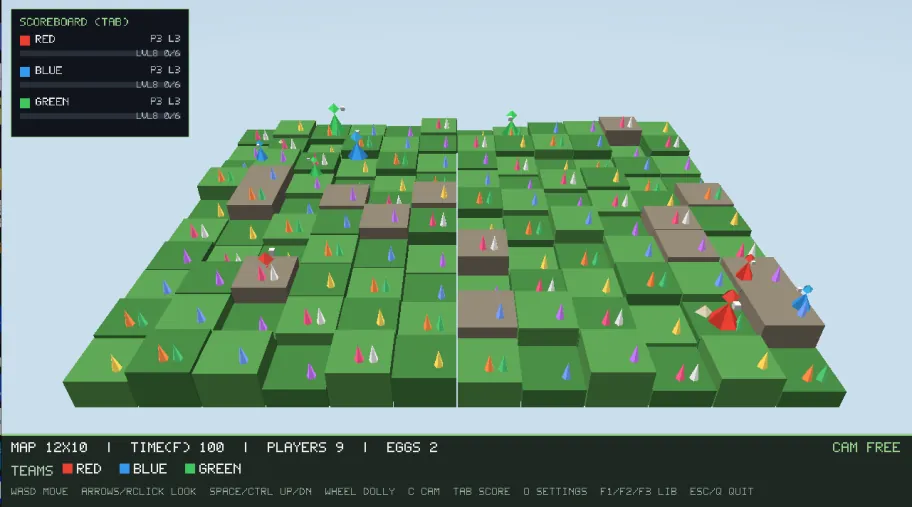 SCOREBOARD (TAB)
RED P3 L3
LVL8 0/6
BLUE P3 L3
LVL8 0/6
GREEN P3 L3
LVL8 0/6
MAP 12X10 | TIME(F) 100 | PLAYERS 9 | EGGS 2 CAM FREE
TEAMS RED BLUE GREEN
WASD MOVE ARROWS/RCLICK LOOK SPACE/CTRL UP/DN WHEEL DOLLY C CAM TAB SCORE O SETTINGS F1/F2/F3 LIB ESC/Q QUIT